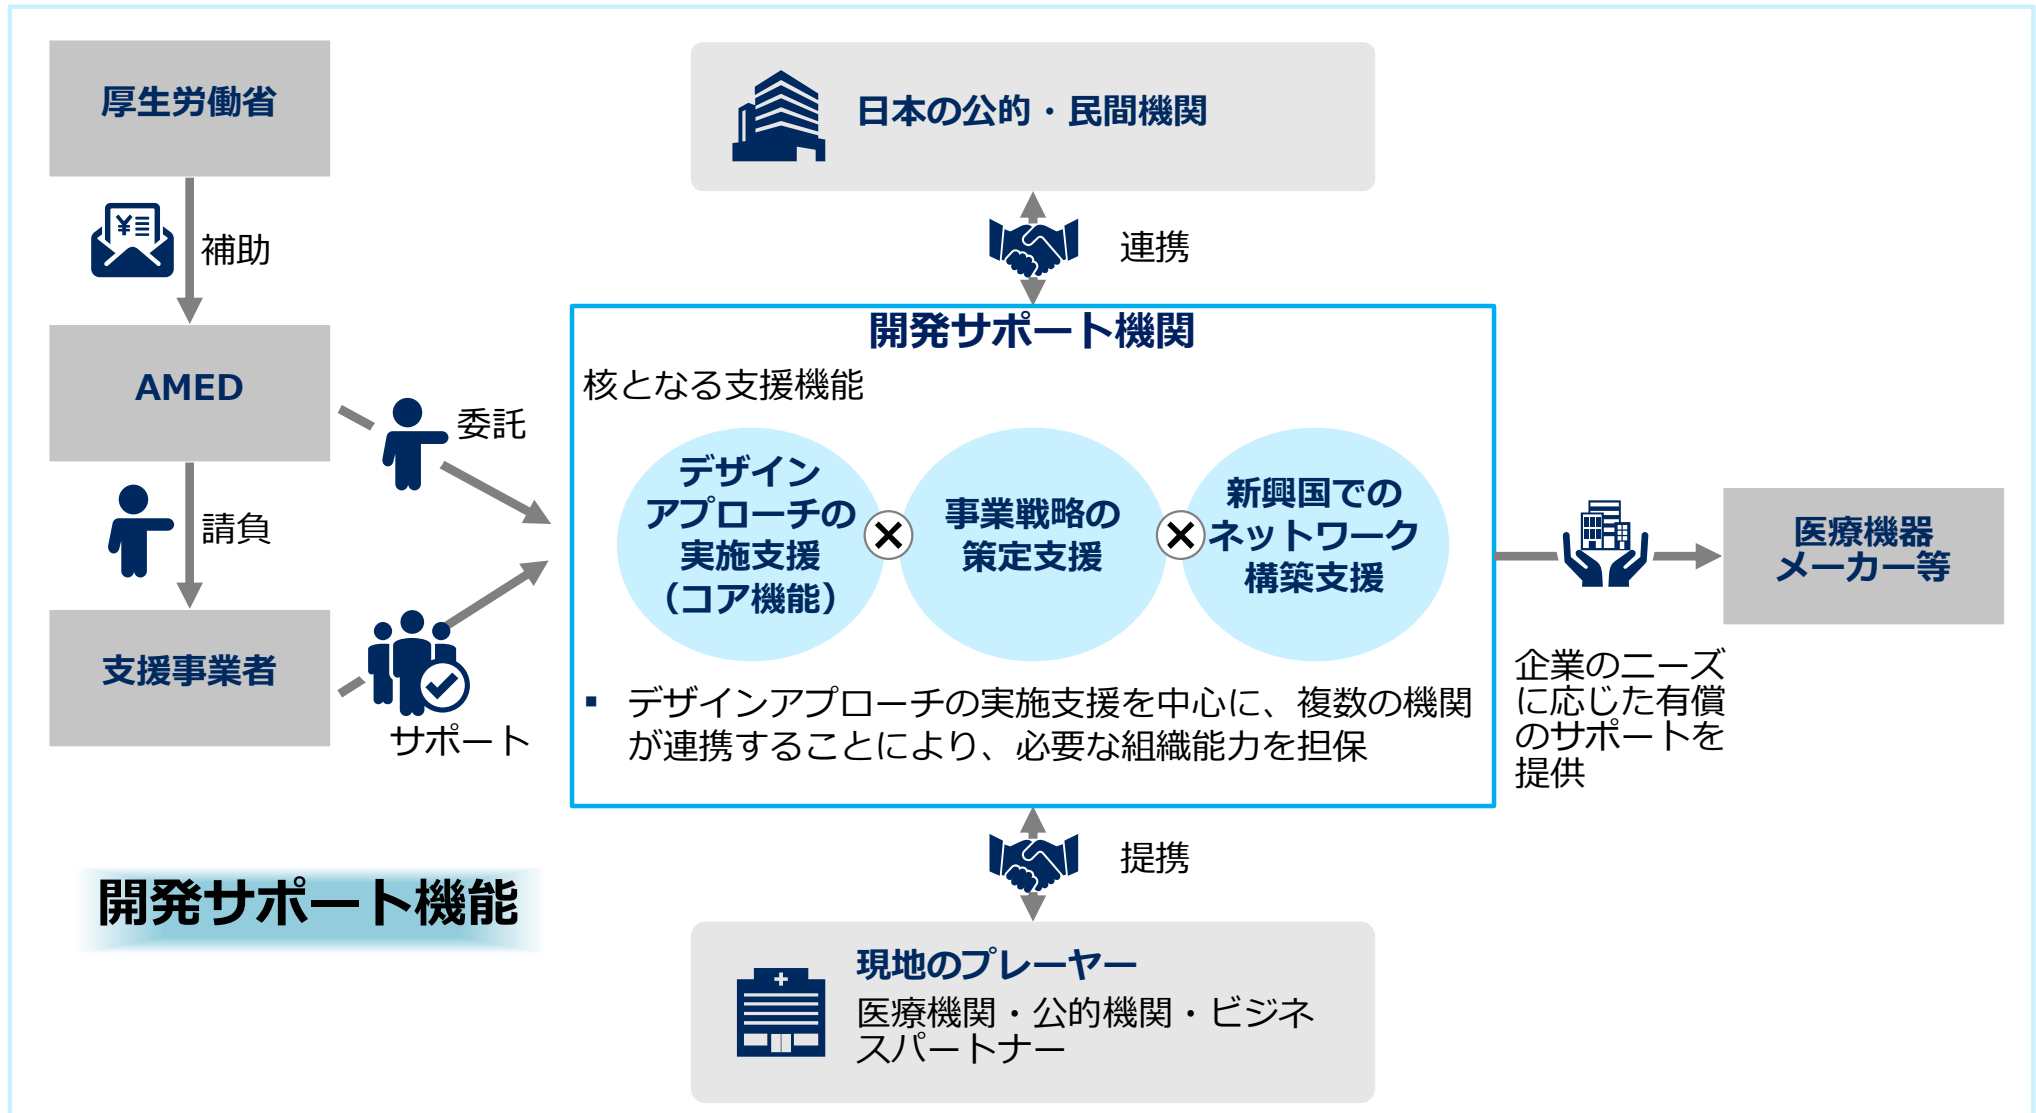 厚生労働省
補助
AMED
委託
請負
支援事業者
サポート
日本の公的・民間機関
連携
開発サポート機関
核となる支援機能
デザイン
アプローチの
実施支援
（コア機能）
事業戦略の
策定支援
新興国での
ネットワーク
構築支援
▪ デザインアプローチの実施支援を中心に、複数の機関
が連携することにより、必要な組織能力を担保
医療機器
メーカー等
企業のニーズ
に応じた有償
のサポートを
提供
提携
開発サポート機能
現地のプレーヤー
医療機関・公的機関・ビジネ
スパートナー